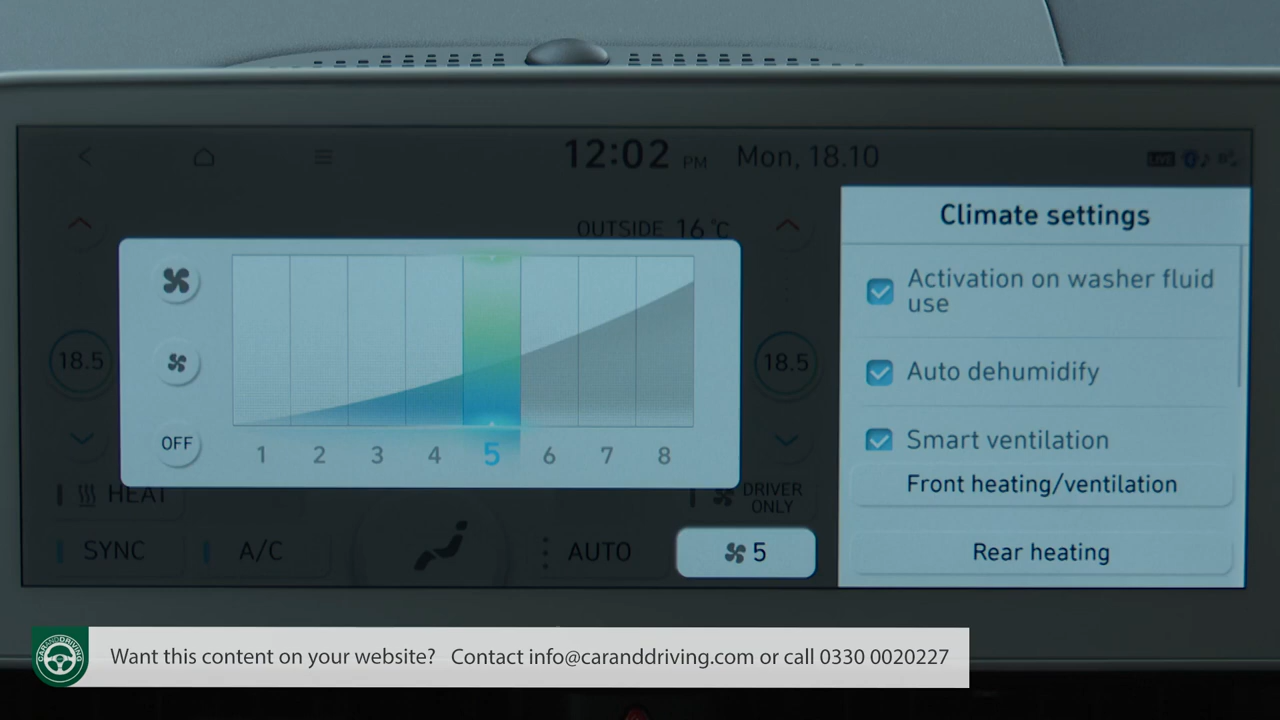 12:02 PM Mon, 18.10
LIVE
Climate settings
OUTSIDE 16°C
Activation on washer fluid
use
18.5
18.5
Auto dehumidify
OFF
Smart ventilation
1 2 3 4 5 6 7 8
Front heating/ventilation
HEAT
DRIVER
ONLY
SYNC
A/C
AUTO
5
Rear heating
CARANDDRIVING
Want this content on your website? Contact info@caranddriving.com or call 0330 0020227